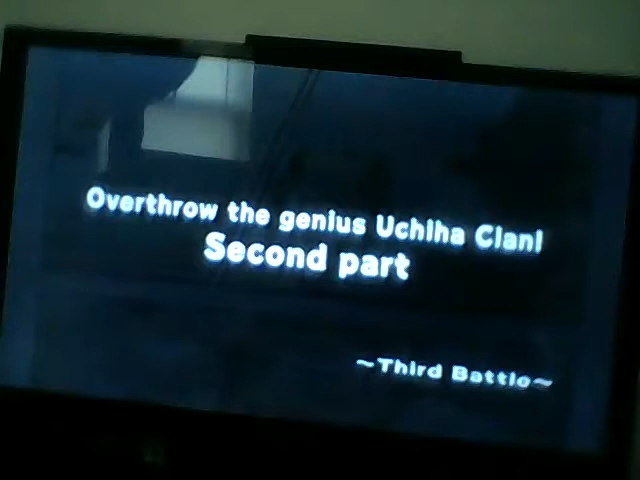 Overthrow the genius Uchiha Clan!
Second part
~Third Battle~